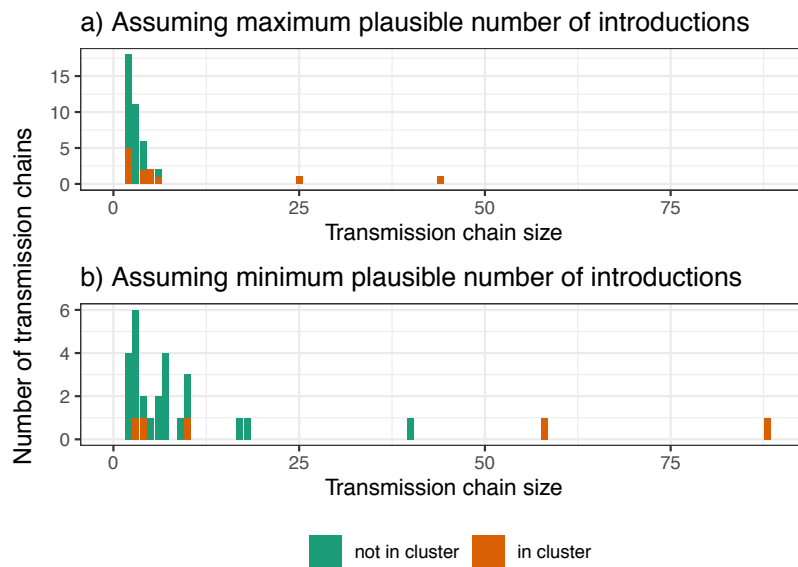 a) Assuming maximum plausible number of introductions
15
10
5
0
0 25 50 75
Transmission chain size
b) Assuming minimum plausible number of introductions
6
4
2
0
0 25 50 75
Transmission chain size
Number of transmission chains
not in cluster in cluster